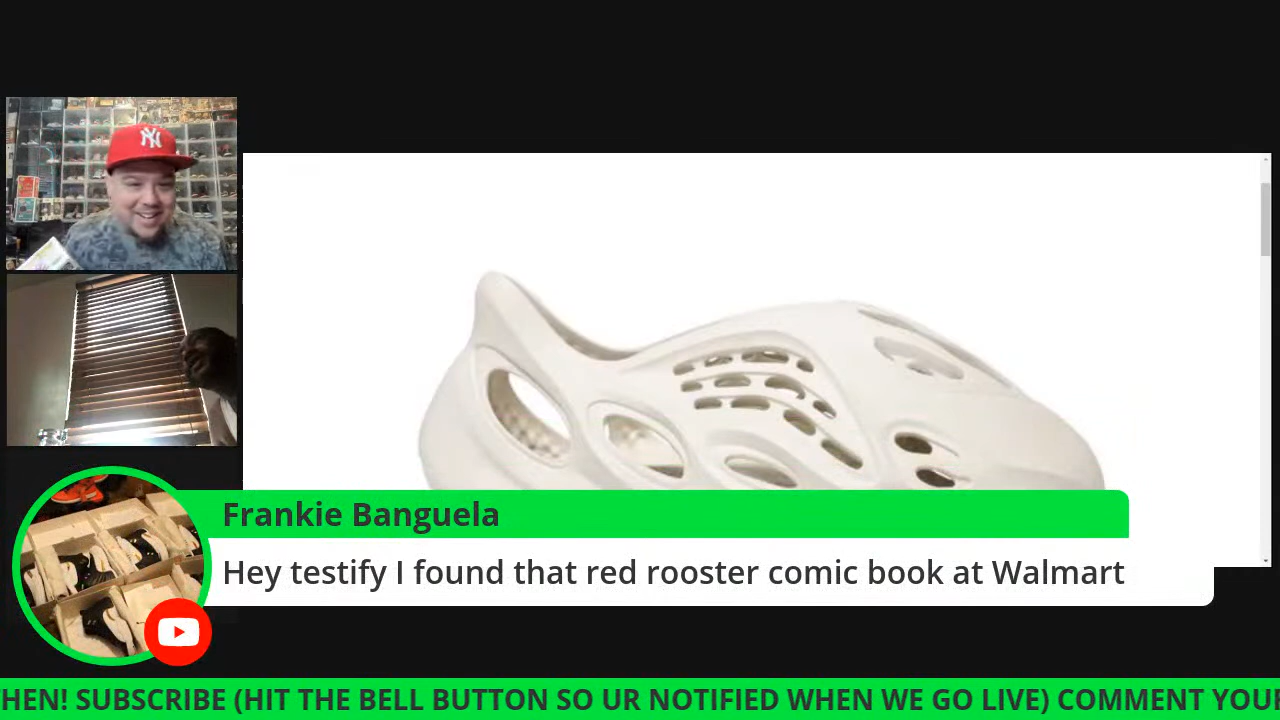 NY
Frankie Banguela
Hey testify I found that red rooster comic book at Walmart
HEN! SUBSCRIBE (HIT THE BELL BUTTON SO UR NOTIFIED WHEN WE GO LIVE) COMMENT YOU